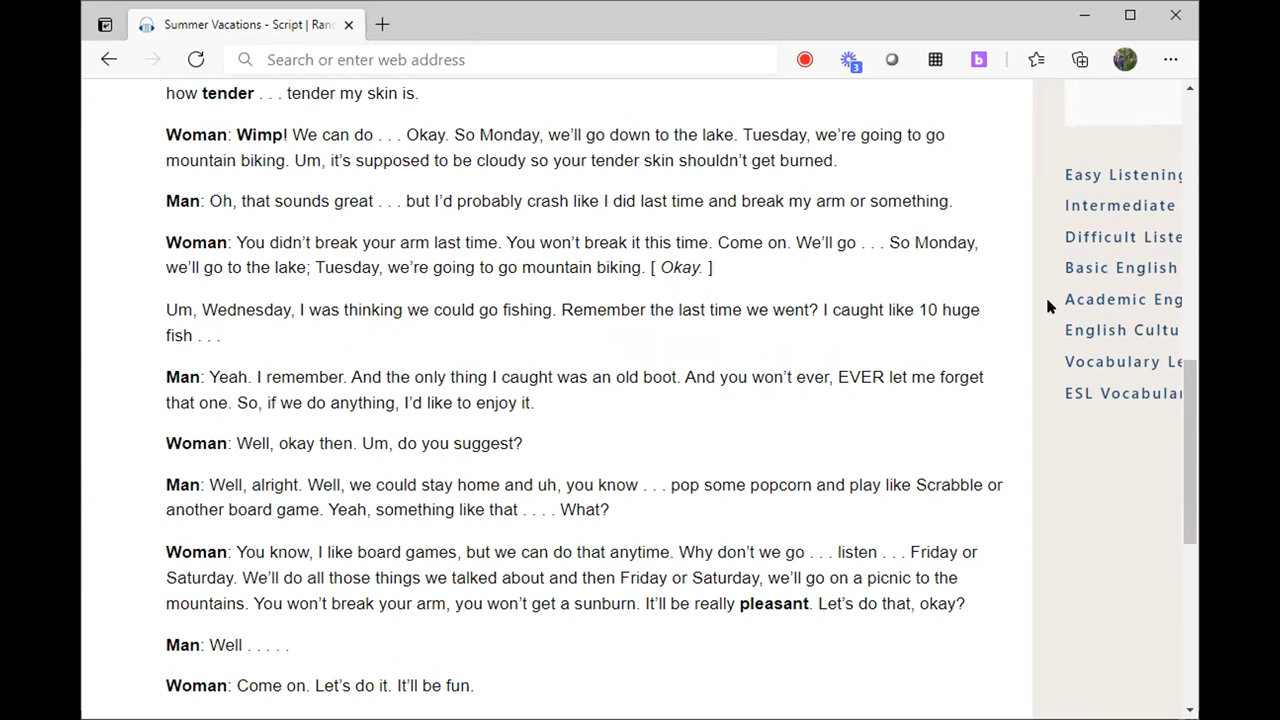 Summer Vacations - Script | Ran
Search or enter web address
3
b
how tender . . . tender my skin is.
Woman: Wimp! We can do . . . Okay. So Monday, we’ll go down to the lake. Tuesday, we’re going to go
mountain biking. Um, it’s supposed to be cloudy so your tender skin shouldn’t get burned.
Man: Oh, that sounds great . . . but I’d probably crash like I did last time and break my arm or something.
Woman: You didn’t break your arm last time. You won’t break it this time. Come on. We’ll go . . . So Monday,
we’ll go to the lake; Tuesday, we’re going to go mountain biking. [ Okay. ]
Um, Wednesday, I was thinking we could go fishing. Remember the last time we went? I caught like 10 huge
fish . . .
Man: Yeah. I remember. And the only thing I caught was an old boot. And you won’t ever, EVER let me forget
that one. So, if we do anything, I’d like to enjoy it.
Woman: Well, okay then. Um, do you suggest?
Man: Well, alright. Well, we could stay home and uh, you know . . . pop some popcorn and play like Scrabble or
another board game. Yeah, something like that . . . . What?
Woman: You know, I like board games, but we can do that anytime. Why don’t we go . . . listen . . . Friday or
Saturday. We’ll do all those things we talked about and then Friday or Saturday, we’ll go on a picnic to the
mountains. You won’t break your arm, you won’t get a sunburn. It’ll be really pleasant. Let’s do that, okay?
Man: Well . . . . .
Woman: Come on. Let’s do it. It’ll be fun.
Easy Listening
Intermediate
Difficult Liste
Basic English
Academic Eng
English Cultu
Vocabulary Le
ESL Vocabular